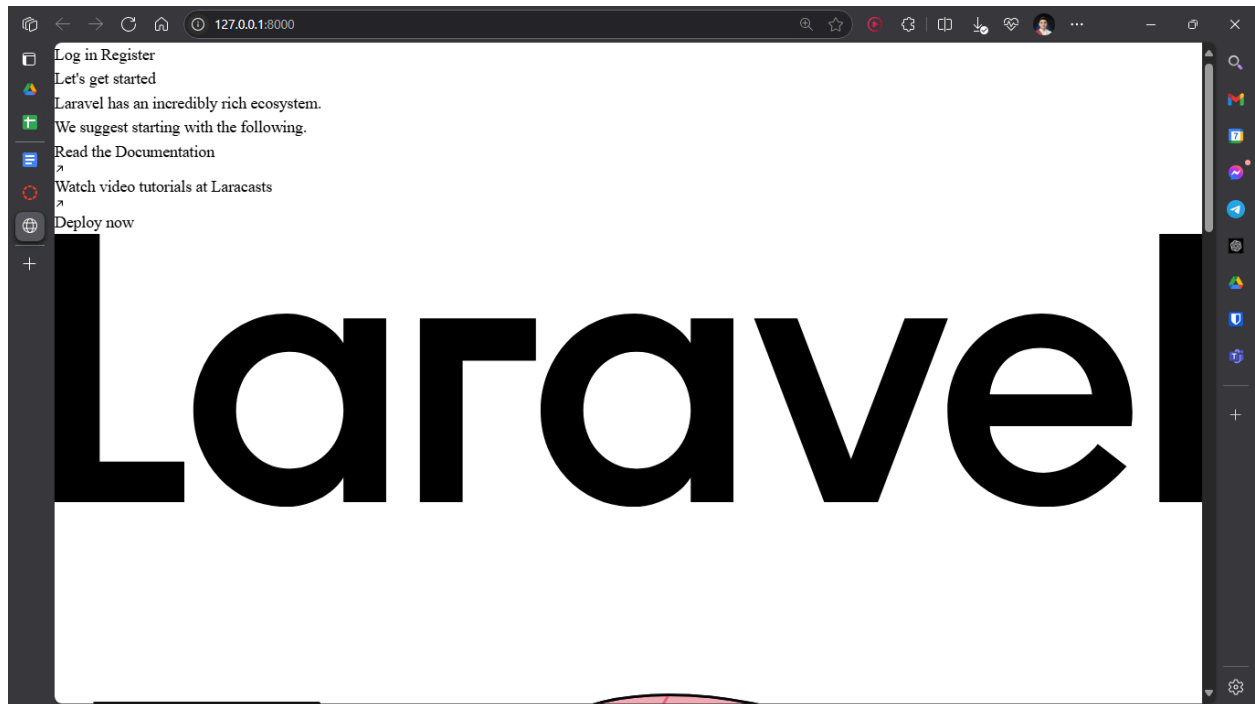 127.0.0.1:8000
Log in Register
Let's get started
Laravel has an incredibly rich ecosystem.
We suggest starting with the following.
Read the Documentation
Watch video tutorials at Laracasts
Deploy now
Laravel